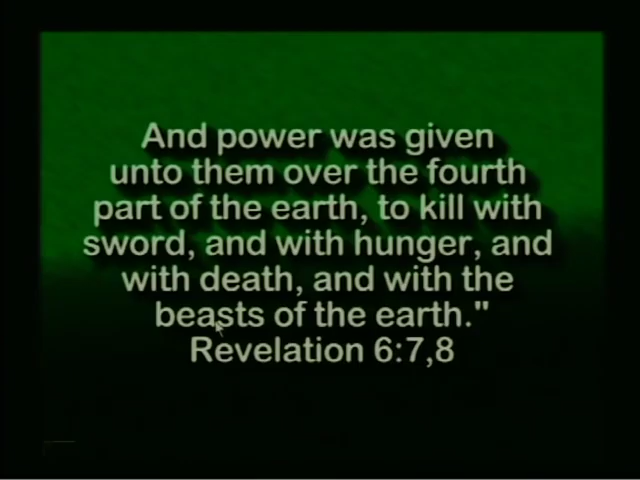 And power was given
unto them over the fourth
part of the earth, to kill with
sword, and with hunger, and
with death, and with the
beasts of the earth."
Revelation 6:7,8